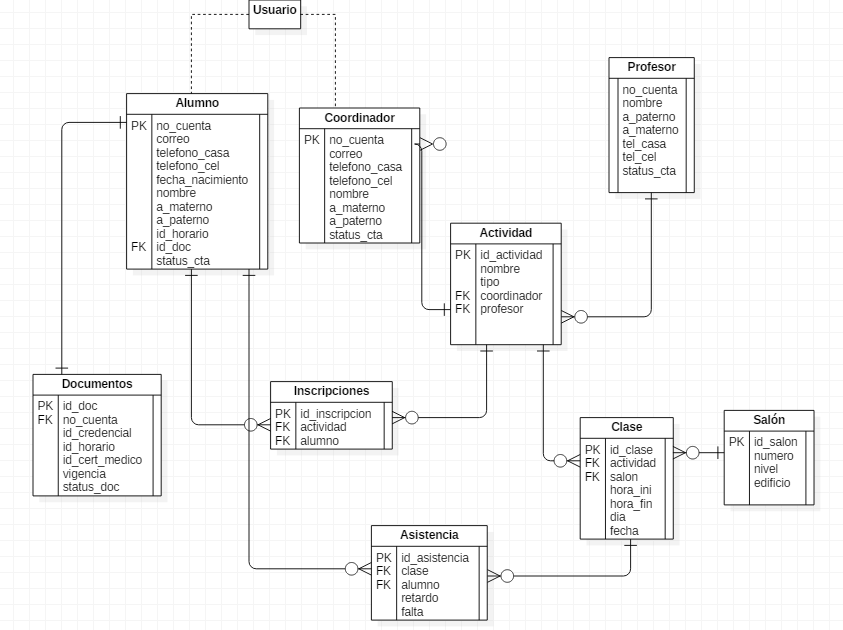 Usuario
Profesor
no_cuenta
nombre
a_paterno
a_materno
tel_casa
tel_cel
status_cta
Alumno
PK no_cuenta
correo
telefono_casa
telefono_cel
fecha_nacimiento
nombre
a_materno
a_paterno
id_horario
FK id_doc
status_cta
Coordinador
PK no_cuenta
correo
telefono_casa
telefono_cel
nombre
a_materno
a_paterno
status_cta
Actividad
PK id_actividad
nombre
tipo
FK coordinador
FK profesor
Documentos
PK id_doc
FK no_cuenta
id_credencial
id_horario
id_cert_medico
vigencia
status_doc
Inscripciones
PK id_inscripcion
FK actividad
FK alumno
Clase
PK id_clase
FK actividad
FK salon
hora_ini
hora_fin
dia
fecha
Salón
PK id_salon
numero
nivel
edificio
Asistencia
PK id_asistencia
FK clase
FK alumno
retardo
falta